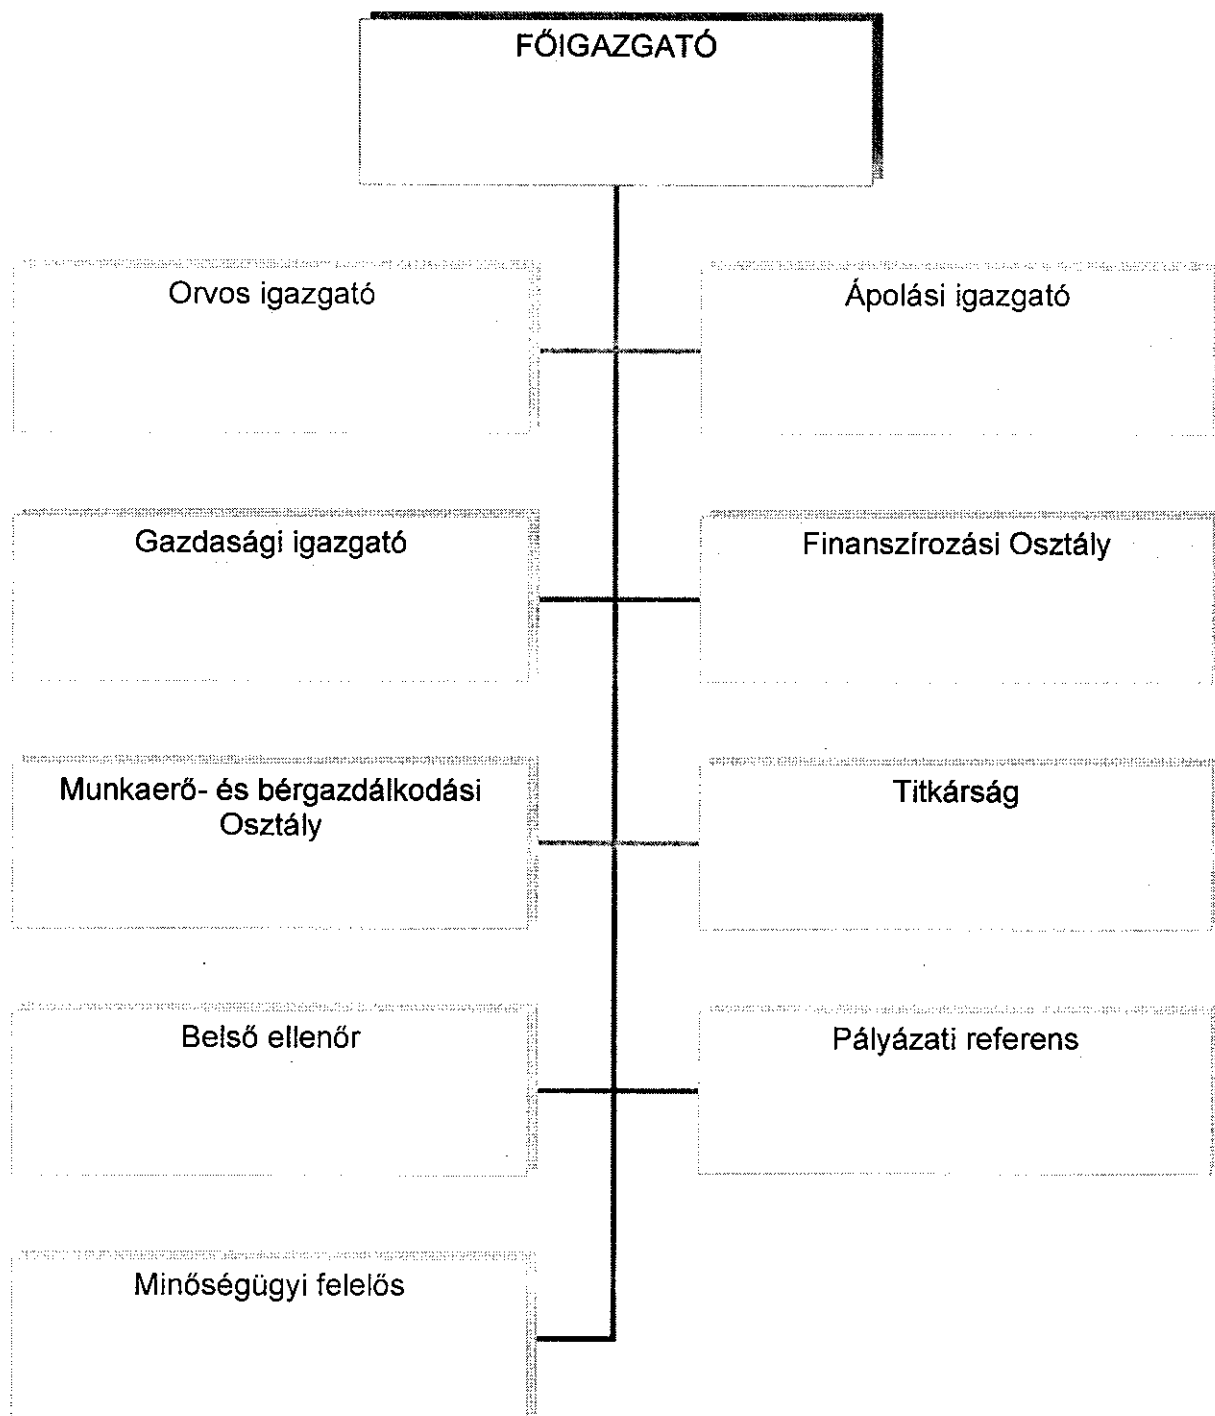 FŐIGAZGATÓ
Orvos igazgató
Ápolási igazgató
Gazdasági igazgató
Finanszírozási Osztály
Munkaerő- és bérgazdálkodási
Osztály
Titkárság
Belső ellenőr
Pályázati referens
Minőségügyi felelős